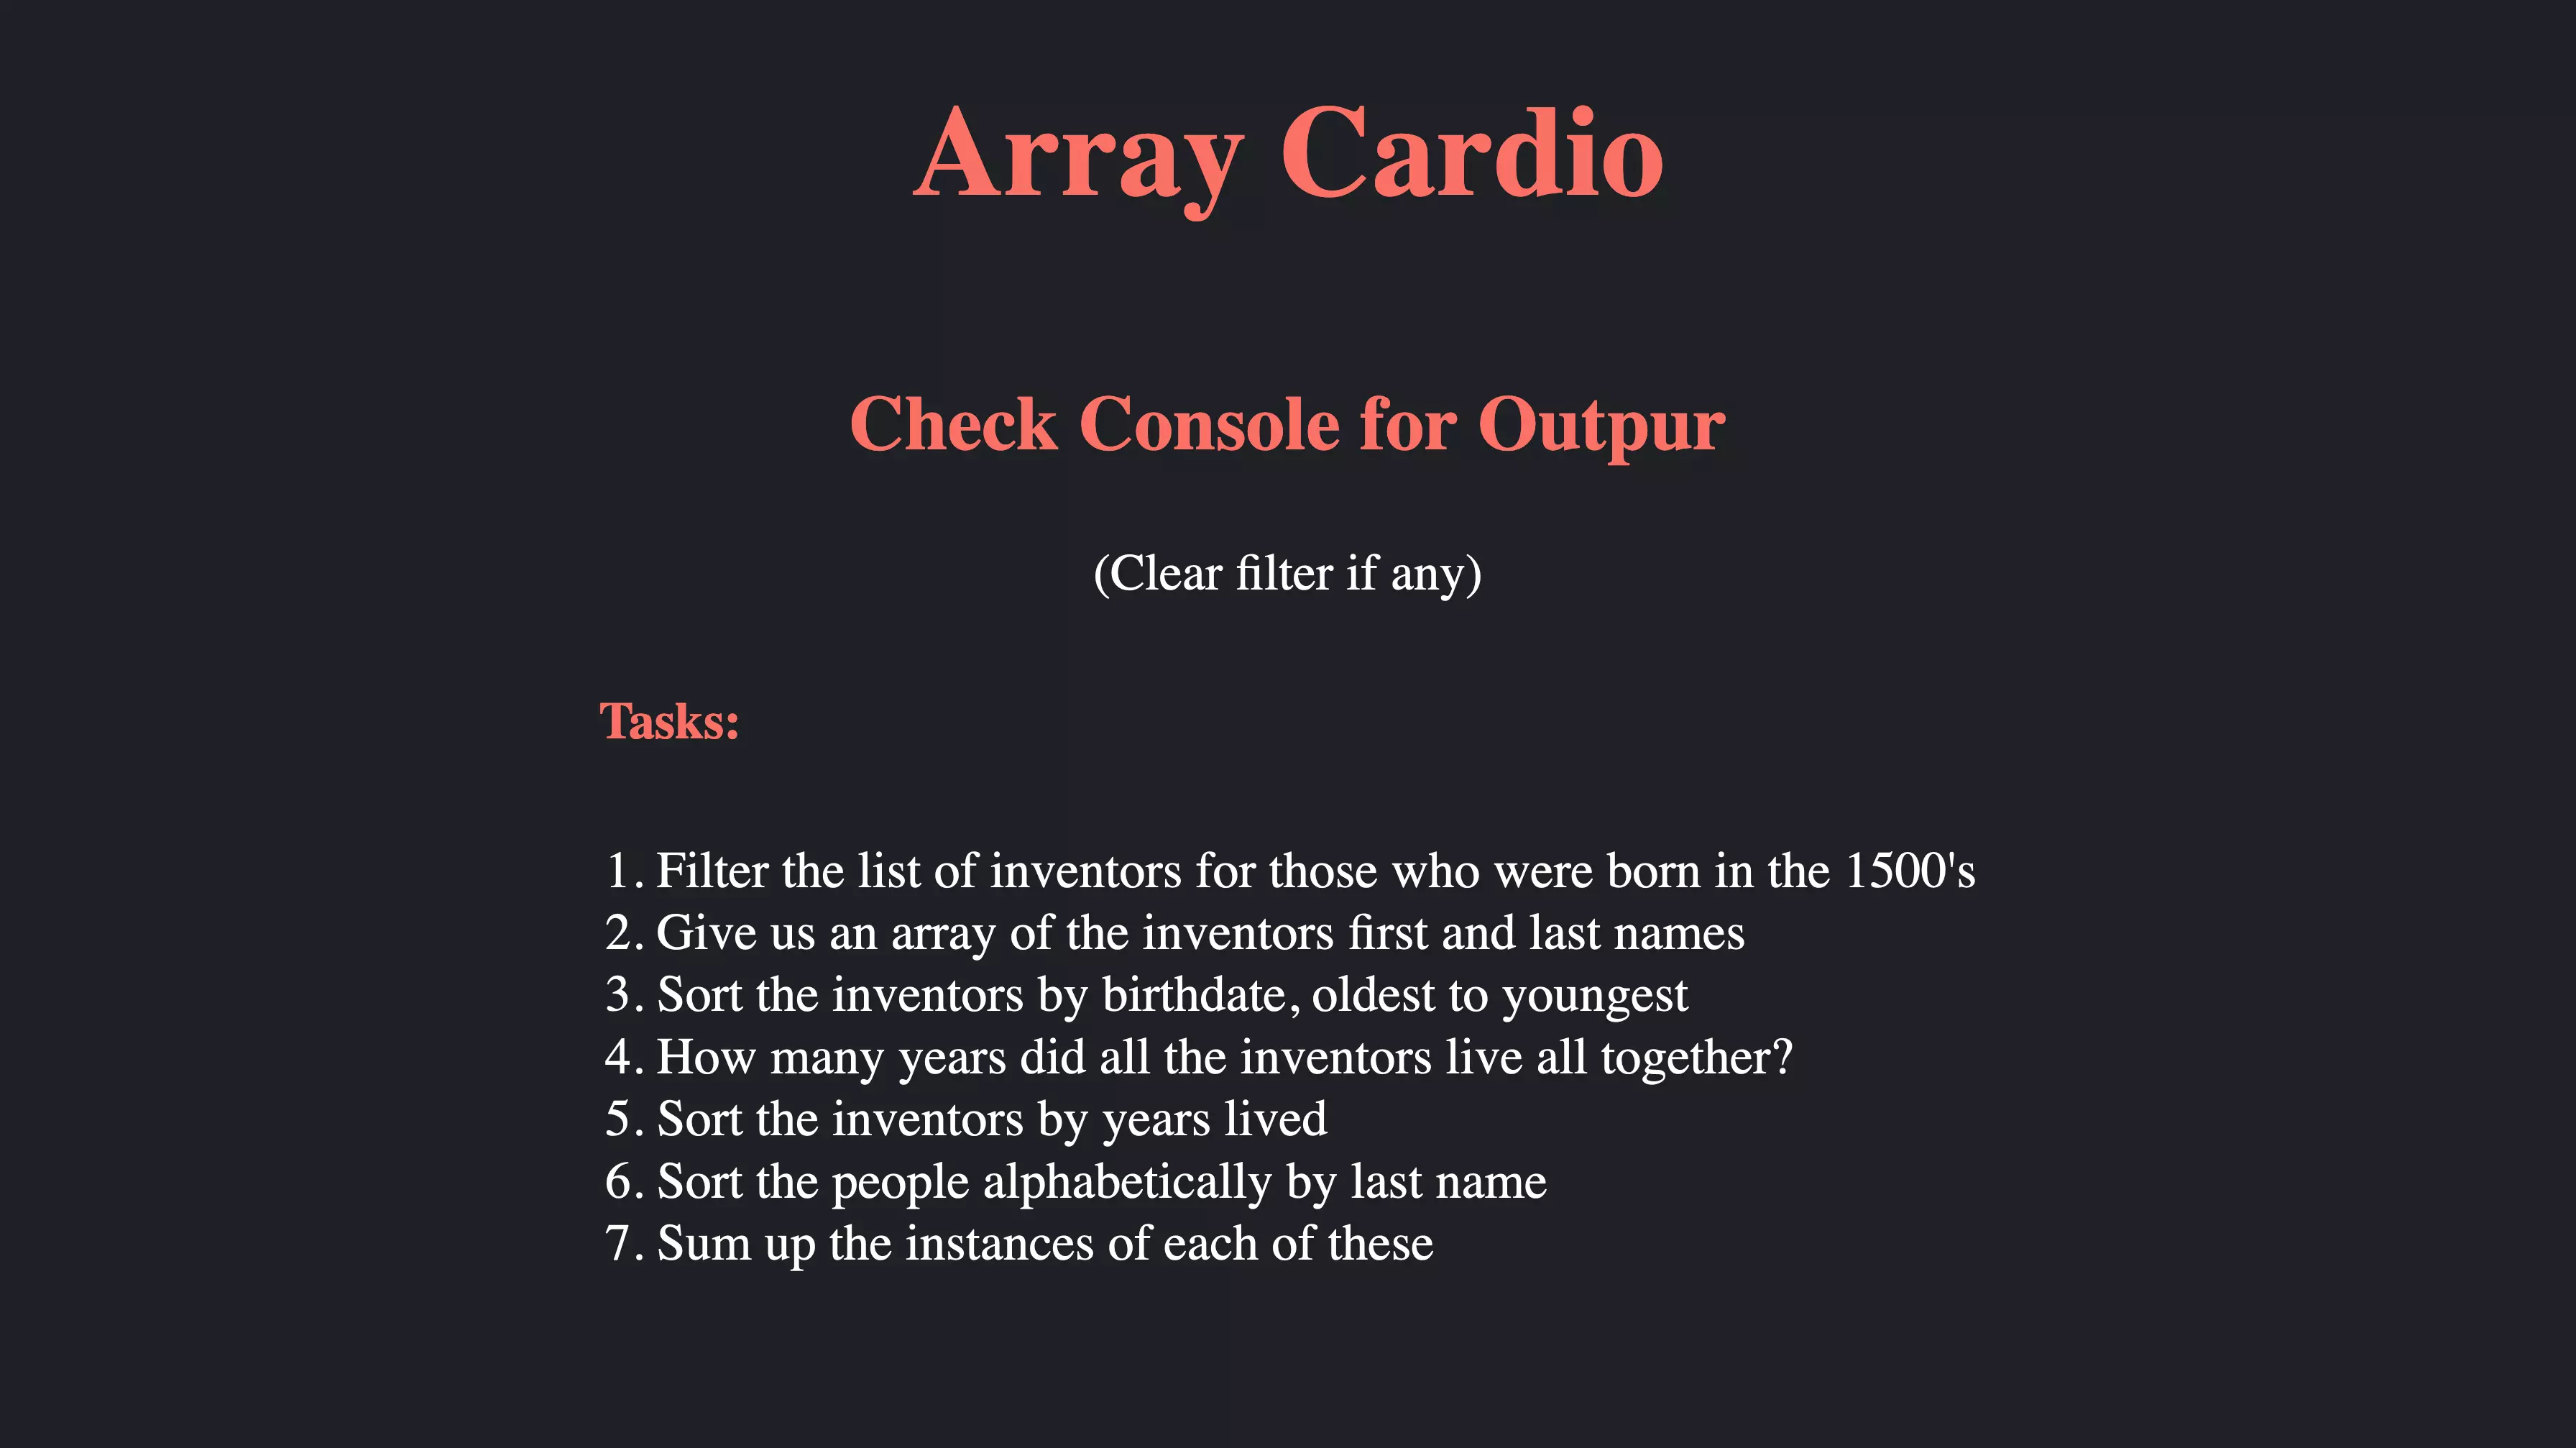 Array Cardio
Check Console for Outpur
(Clear filter if any)
Tasks:
1. Filter the list of inventors for those who were born in the 1500's
2. Give us an array of the inventors first and last names
3. Sort the inventors by birthdate, oldest to youngest
4. How many years did all the inventors live all together?
5. Sort the inventors by years lived
6. Sort the people alphabetically by last name
7. Sum up the instances of each of these